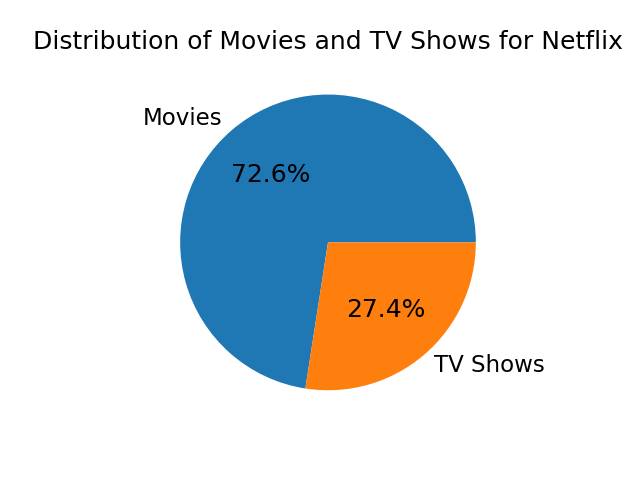 Distribution of Movies and TV Shows for Netflix
Movies
72.6%
27.4%
TV Shows